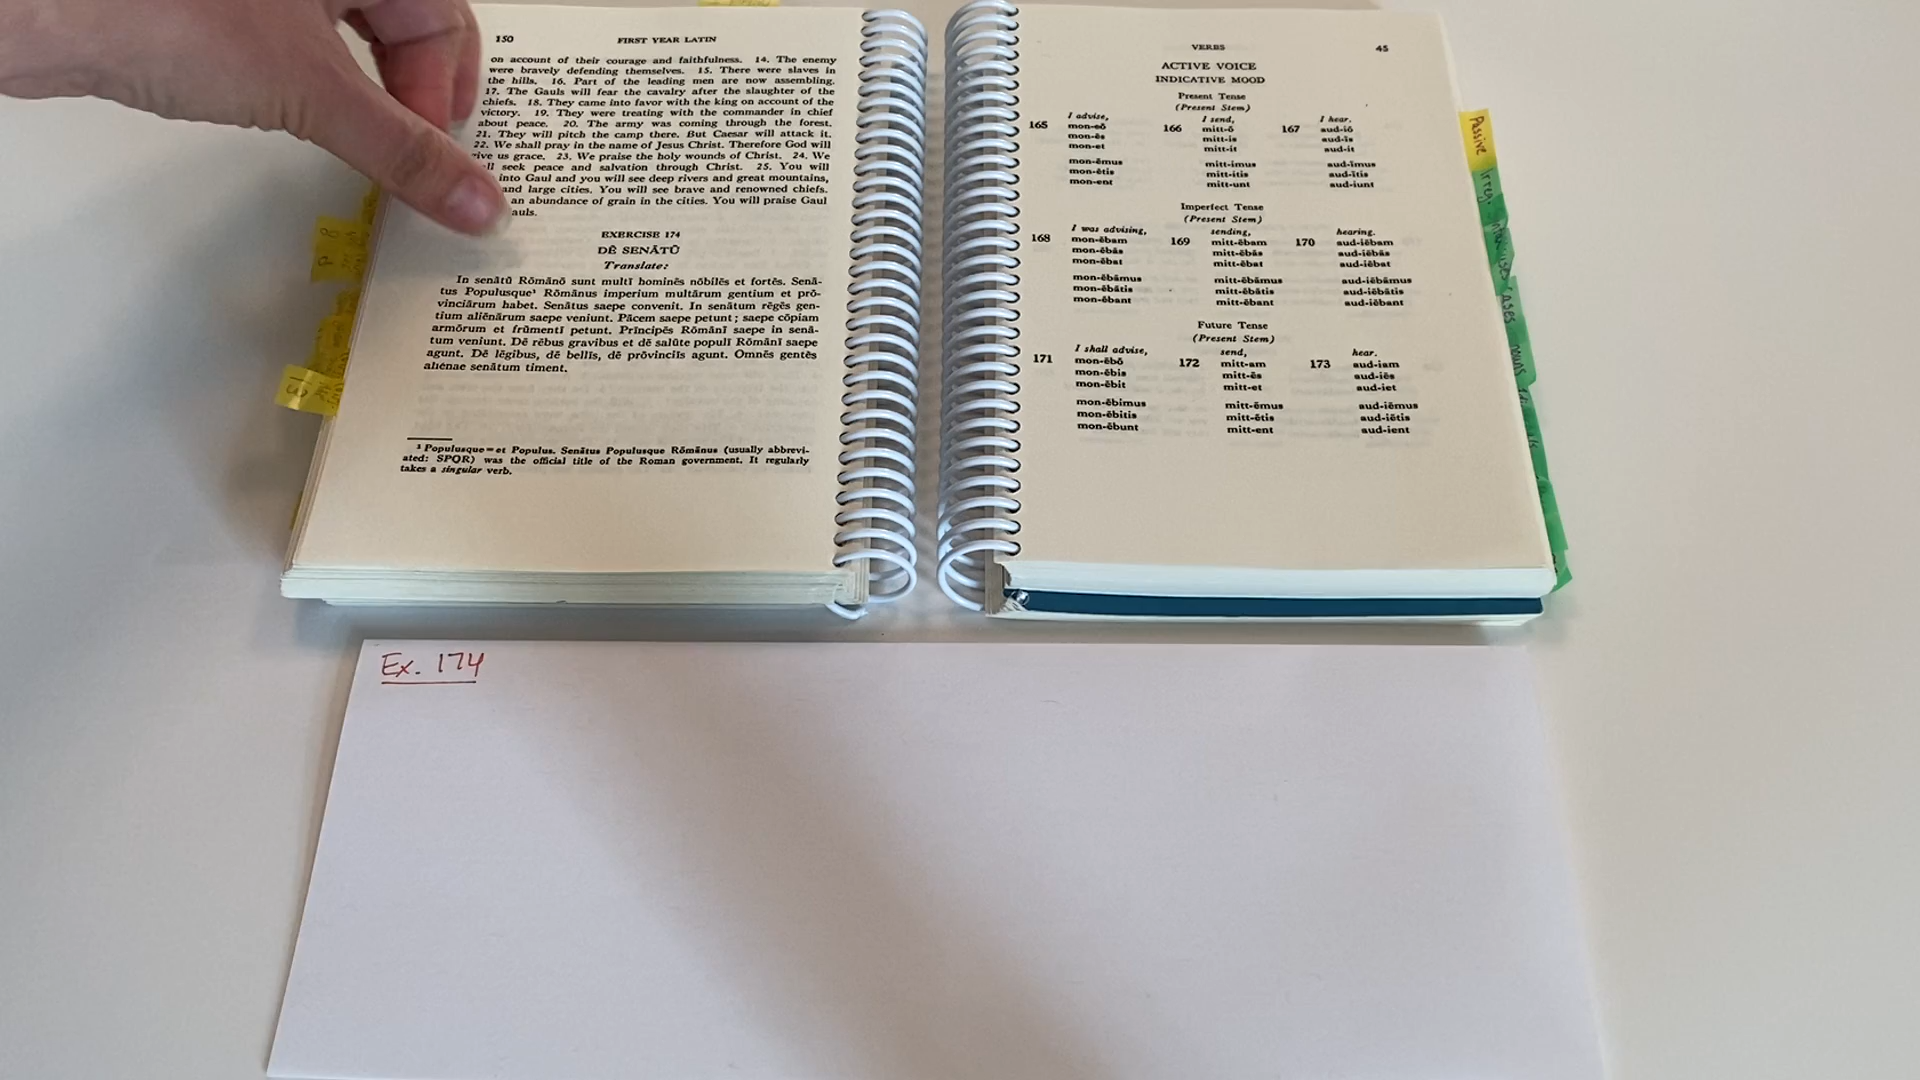 150
FIRST YEAR LATIN
on account of their courage and faithfulness. 14. The enemy
were bravely defending themselves. 15. There were slaves in
the hills. 16. Part of the leading men are now assembling.
17. The Gauls will fear the cavalry after the slaughter of the
chiefs. 18. They came into favor with the king on account of the
victory. 19. They were treating with the commander in chief
about peace. 20. The army was coming through the forest.
21. They will pitch the camp there. But Caesar will attack it.
22. We shall pray in the name of Jesus Christ. Therefore God will
us grace. 23. We praise the holy wounds of Christ. 24. We
seek peace and salvation through Christ. 25. You will
into Gaul and you will see deep rivers and great mountains,
and large cities. You will see brave and renowned chiefs.
an abundance of grain in the cities. You will praise Gaul
EXERCISE 174
DĒ SENĀTŪ
Translate:
In senātū Rōmānō sunt multī hominēs nōbilēs et fortēs. Senā-
tus Populusque¹ Rōmānus imperium multārum gentium et prō-
vinciārum habet. Senātus saepe convenit. In senātum rēgēs gen-
tium aliēnārum saepe veniunt. Pācem saepe petunt; saepe cōpiam
armōrum et frūmentī petunt. Prīncipēs Rōmānī saepe in senā-
tum veniunt. Dē rēbus gravibus et dē salūte populī Rōmānī saepe
agunt. Dē lēgibus, dē bellīs, dē prōvinciīs agunt. Omnēs gentēs
aliēnae senātum timent.
¹ Populusque = et Populus. Senātus Populusque Rōmānus (usually abbrevi-
ated: SPQR) was the official title of the Roman government. It regularly
takes a singular verb.
VERBS
45
ACTIVE VOICE
INDICATIVE MOOD
Present Tense
(Present Stem)
I advise, I send, I hear.
165 mon-eō 166 mitt-ō 167 aud-iō
mon-ēs mitt-is aud-īs
mon-et mitt-it aud-it
mon-ēmus mitt-imus aud-īmus
mon-ētis mitt-itis aud-ītis
mon-ent mitt-unt aud-iunt
Imperfect Tense
(Present Stem)
I was advising, sending, hearing.
168 mon-ēbam 169 mitt-ēbam 170 aud-iēbam
mon-ēbās mitt-ēbās aud-iēbās
mon-ēbat mitt-ēbat aud-iēbat
mon-ēbāmus mitt-ēbāmus aud-iēbāmus
mon-ēbātis mitt-ēbātis aud-iēbātis
mon-ēbant mitt-ēbant aud-iēbant
Future Tense
(Present Stem)
I shall advise, send, hear.
171 mon-ēbō 172 mitt-am 173 aud-iam
mon-ēbis mitt-ēs aud-iēs
mon-ēbit mitt-et aud-iet
mon-ēbimus mitt-ēmus aud-iēmus
mon-ēbitis mitt-ētis aud-iētis
mon-ēbunt mitt-ent aud-ient
Passive
Ex. 174